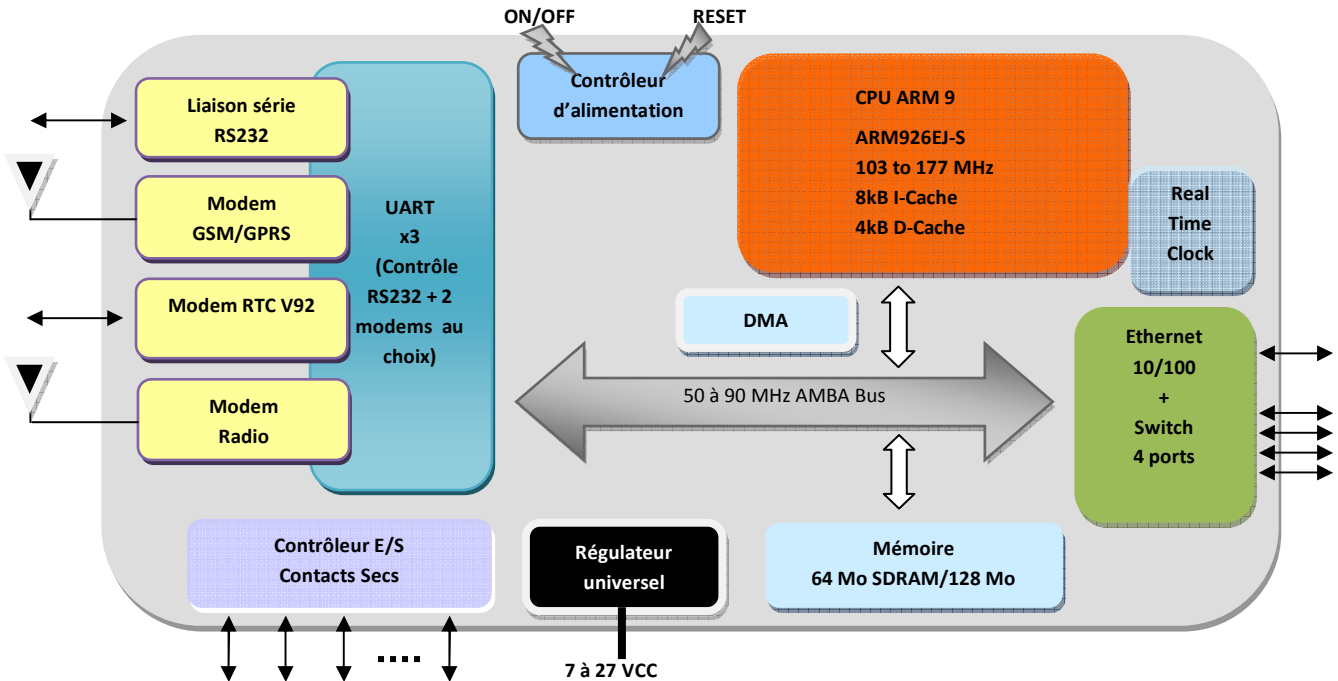 ON/OFF
RESET
Liaison série
RS232
Modem
GSM/GPRS
Modem RTC V92
Modem
Radio
UART
x3
(Contrôle
RS232 + 2
modems au
choix)
Contrôleur
d'alimentation
CPU ARM 9
ARM926EJ-S
103 to 177 MHz
8kB I-Cache
4kB D-Cache
Real
Time
Clock
DMA
50 à 90 MHz AMBA Bus
Ethernet
10/100
+
Switch
4 ports
Contrôleur E/S
Contacts Secs
Régulateur
universel
Mémoire
64 Mo SDRAM/128 Mo
7 à 27 VCC